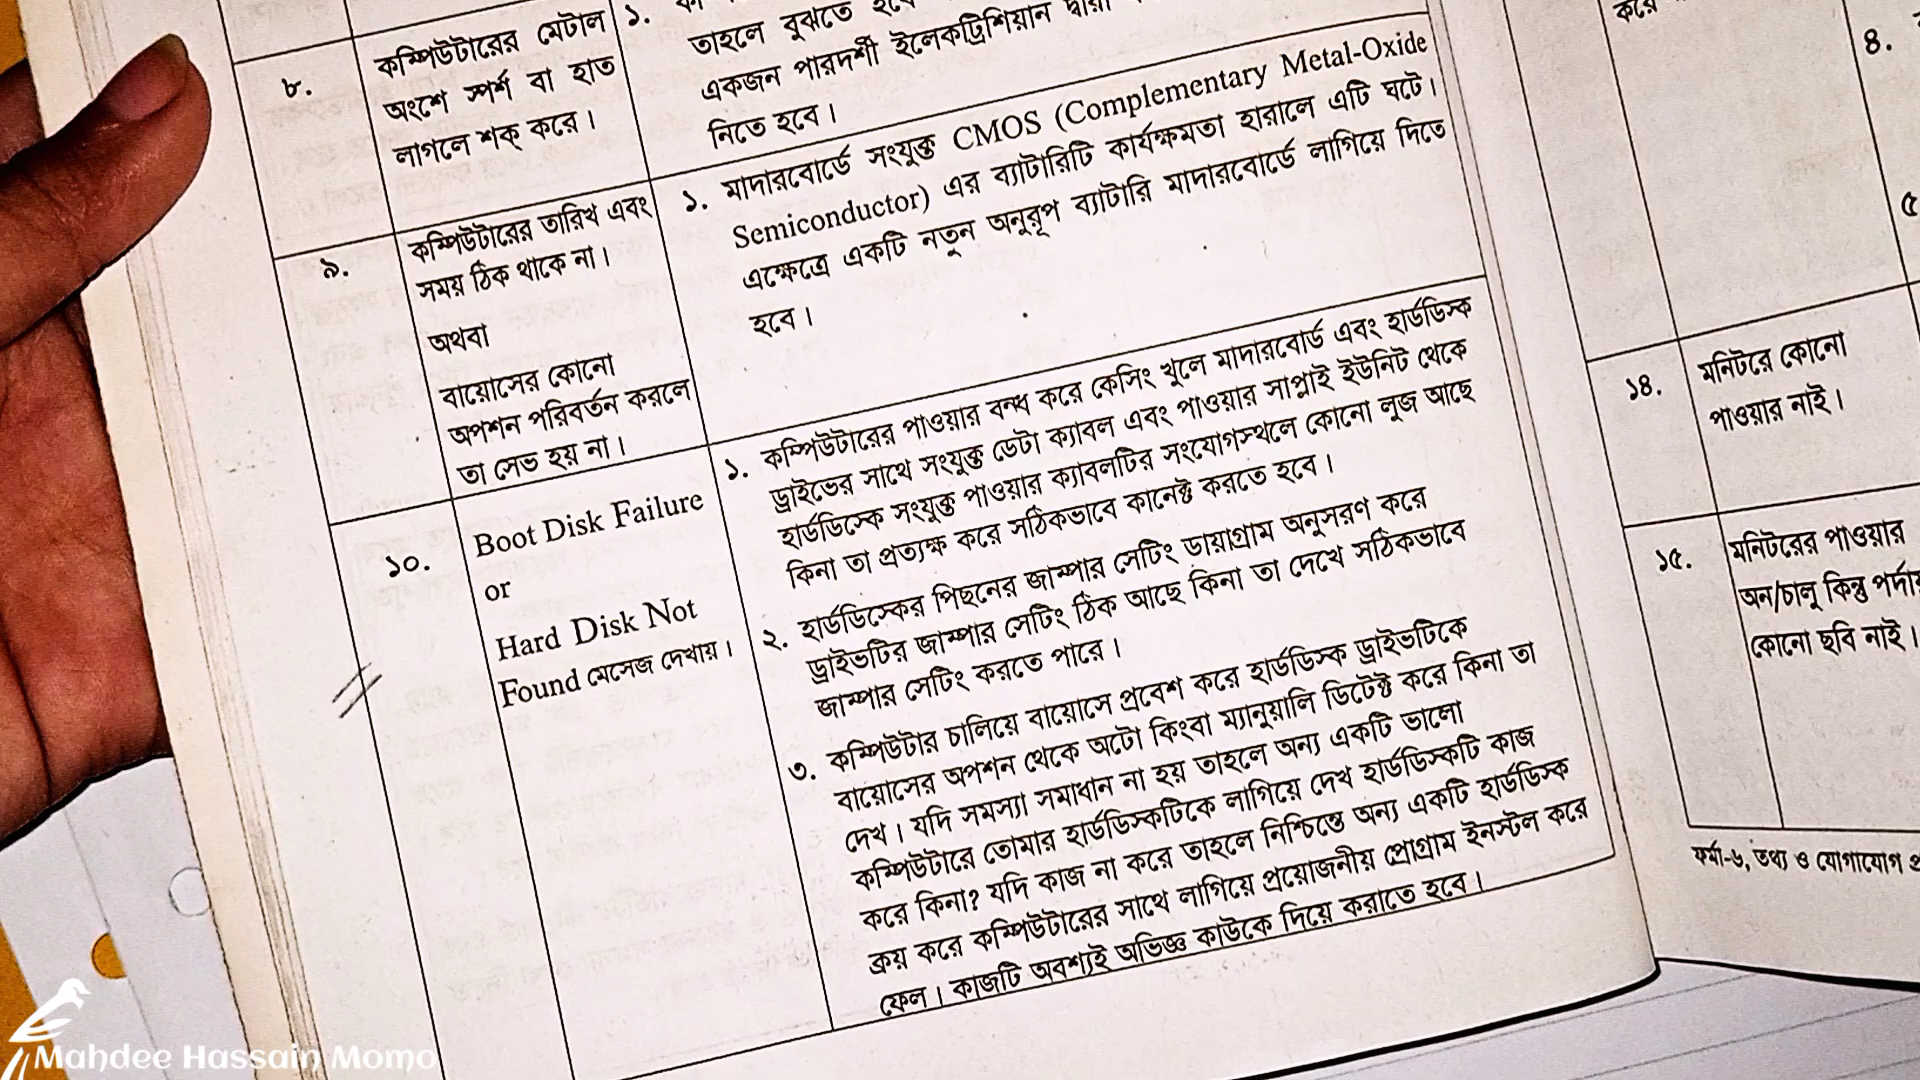 ৮.
কম্পিউটারের মেটাল
অংশে স্পর্শ বা হাত
লাগলে শক্ করে।
১.
তাহলে বুঝতে হবে
একজন পারদর্শী ইলেকট্রিশিয়ান দ্বারা
নিতে হবে।
৯.
কম্পিউটারের তারিখ এবং
সময় ঠিক থাকে না।
অথবা
বায়োসের কোনো
অপশন পরিবর্তন করলে
তা সেভ হয় না।
১. মাদারবোর্ডে সংযুক্ত CMOS (Complementary Metal-Oxide
Semiconductor) এর ব্যাটারিটি কার্যক্ষমতা হারালে এটি ঘটে।
এক্ষেত্রে একটি নতুন অনুরূপ ব্যাটারি মাদারবোর্ডে লাগিয়ে দিতে
হবে।
১০.
Boot Disk Failure
or
Hard Disk Not
Found মেসেজ দেখায়।
১. কম্পিউটারের পাওয়ার বন্ধ করে কেসিং খুলে মাদারবোর্ড এবং হার্ডডিস্ক
ড্রাইভের সাথে সংযুক্ত ডেটা ক্যাবল এবং পাওয়ার সাপ্লাই ইউনিট থেকে
হার্ডডিস্কে সংযুক্ত পাওয়ার ক্যাবলটির সংযোগস্থলে কোনো লুজ আছে
কিনা তা প্রত্যক্ষ করে সঠিকভাবে কানেক্ট করতে হবে।
২. হার্ডডিস্কের পিছনের জাম্পার সেটিং ডায়াগ্রাম অনুসরণ করে
ড্রাইভটির জাম্পার সেটিং ঠিক আছে কিনা তা দেখে সঠিকভাবে
জাম্পার সেটিং করতে পারে।
৩. কম্পিউটার চালিয়ে বায়োসে প্রবেশ করে হার্ডডিস্ক ড্রাইভটিকে
বায়োসের অপশন থেকে অটো কিংবা ম্যানুয়ালি ডিটেক্ট করে কিনা তা
দেখ। যদি সমস্যা সমাধান না হয় তাহলে অন্য একটি ভালো
কম্পিউটারে তোমার হার্ডডিস্কটিকে লাগিয়ে দেখ হার্ডডিস্কটি কাজ
করে কিনা? যদি কাজ না করে তাহলে নিশ্চিন্তে অন্য একটি হার্ডডিস্ক
ক্রয় করে কম্পিউটারের সাথে লাগিয়ে প্রয়োজনীয় প্রোগ্রাম ইনস্টল করে
ফেল। কাজটি অবশ্যই অভিজ্ঞ কাউকে দিয়ে করাতে হবে।
করে
৪.
৫
১৪.
মনিটরে কোনো
পাওয়ার নাই।
১৫.
মনিটরের পাওয়ার
অন/চালু কিন্তু পর্দায়
কোনো ছবি নাই।
ফর্মা-৬, তথ্য ও যোগাযোগ
Mahdee Hassain Momo